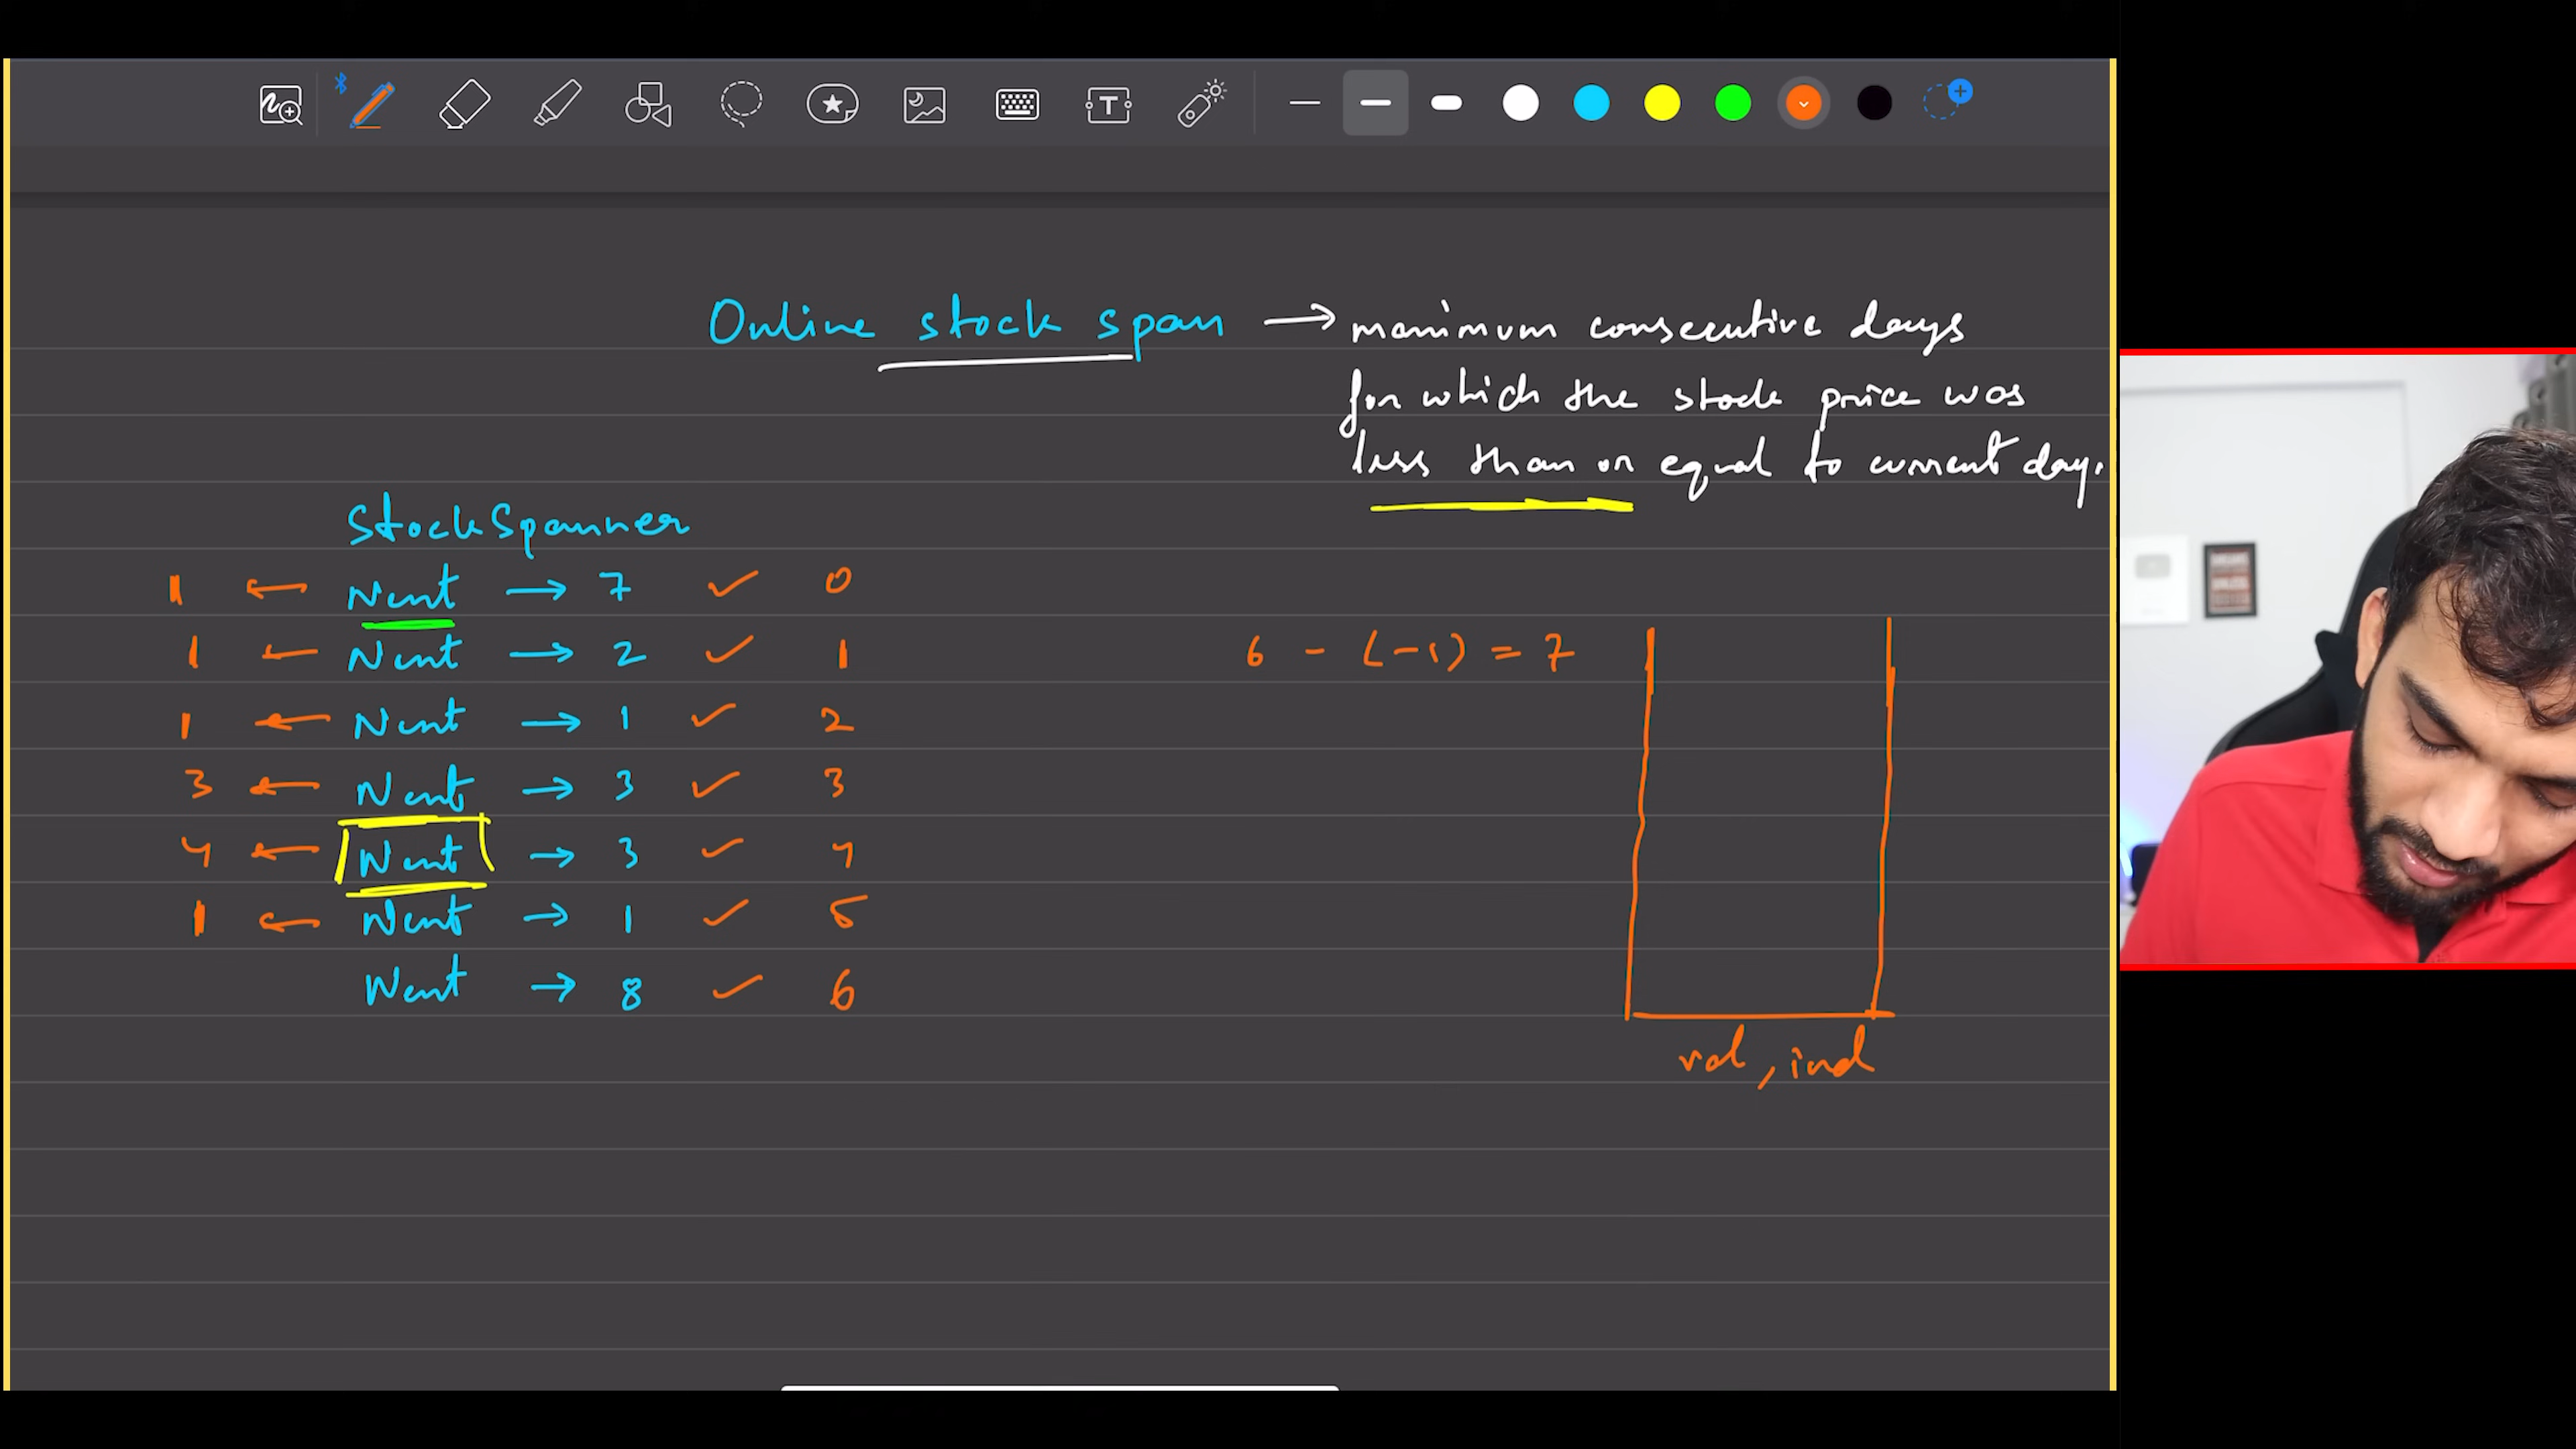 Online stock span → maximum consecutive days
for which the stock price was
less than or equal to current day.
StockSpanner
1 ← Next → 7 ✓ 0
1 ← Next → 2 ✓ 1
1 ← Next → 1 ✓ 2
3 ← Next → 3 ✓ 3
4 ← Next → 3 ✓ 4
1 ← Next → 1 ✓ 5
Next → 8 ✓ 6
6 - (-1) = 7
val, ind